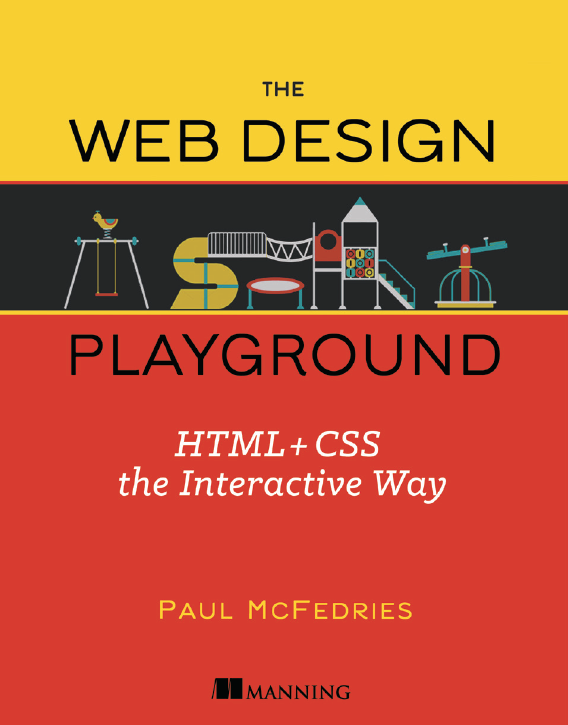 THE
WEB DESIGN
PLAYGROUND
HTML + CSS
the Interactive Way
PAUL MCFEDRIES
MANNING